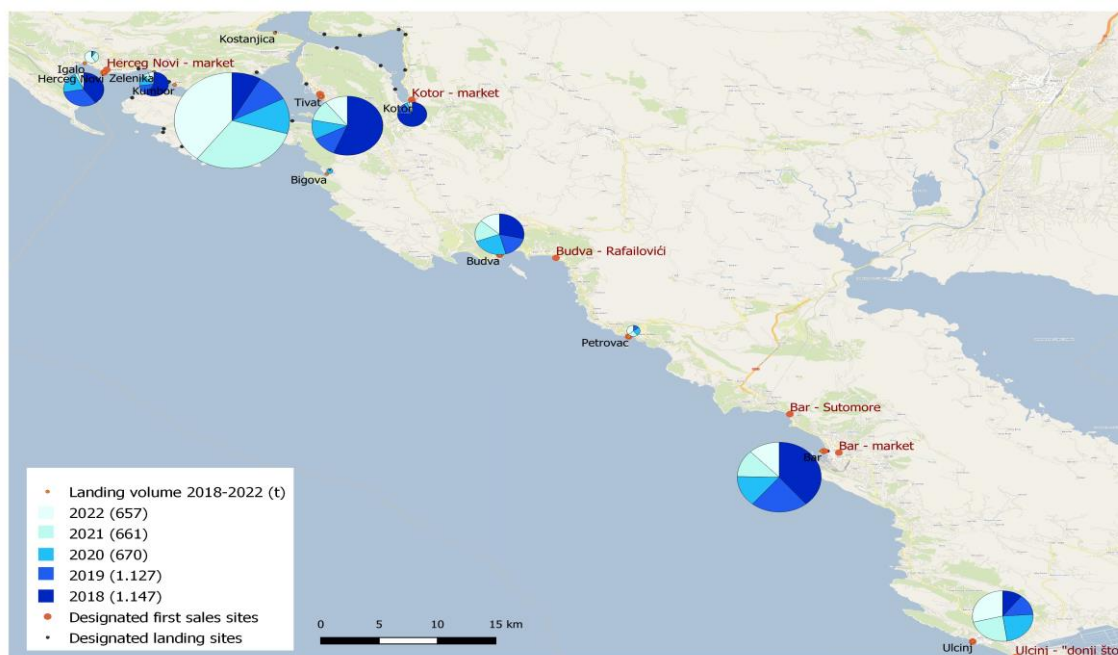 Kostanjica
Herceg Novi - market
Igalo
Herceg Novi
Zelenika
Kumbor
Tivat
Kotor - market
Kotor
Bigova
Budva
Budva - Rafailovići
Petrovac
Bar - Sutomore
Bar
Bar - market
Ulcinj
Ulcinj - "donji što
Landing volume 2018-2022 (t)
2022 (657)
2021 (661)
2020 (670)
2019 (1.127)
2018 (1.147)
Designated first sales sites
Designated landing sites
0 5 10 15 km